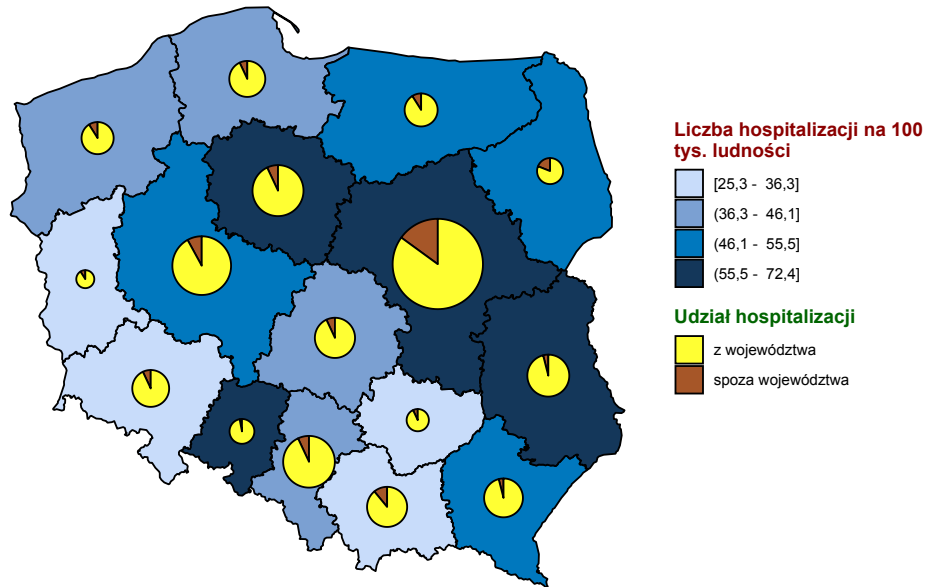 Liczba hospitalizacji na 100
tys. ludności
[25,3 - 36,3]
(36,3 - 46,1]
(46,1 - 55,5]
(55,5 - 72,4]
Udział hospitalizacji
z województwa
spoza województwa